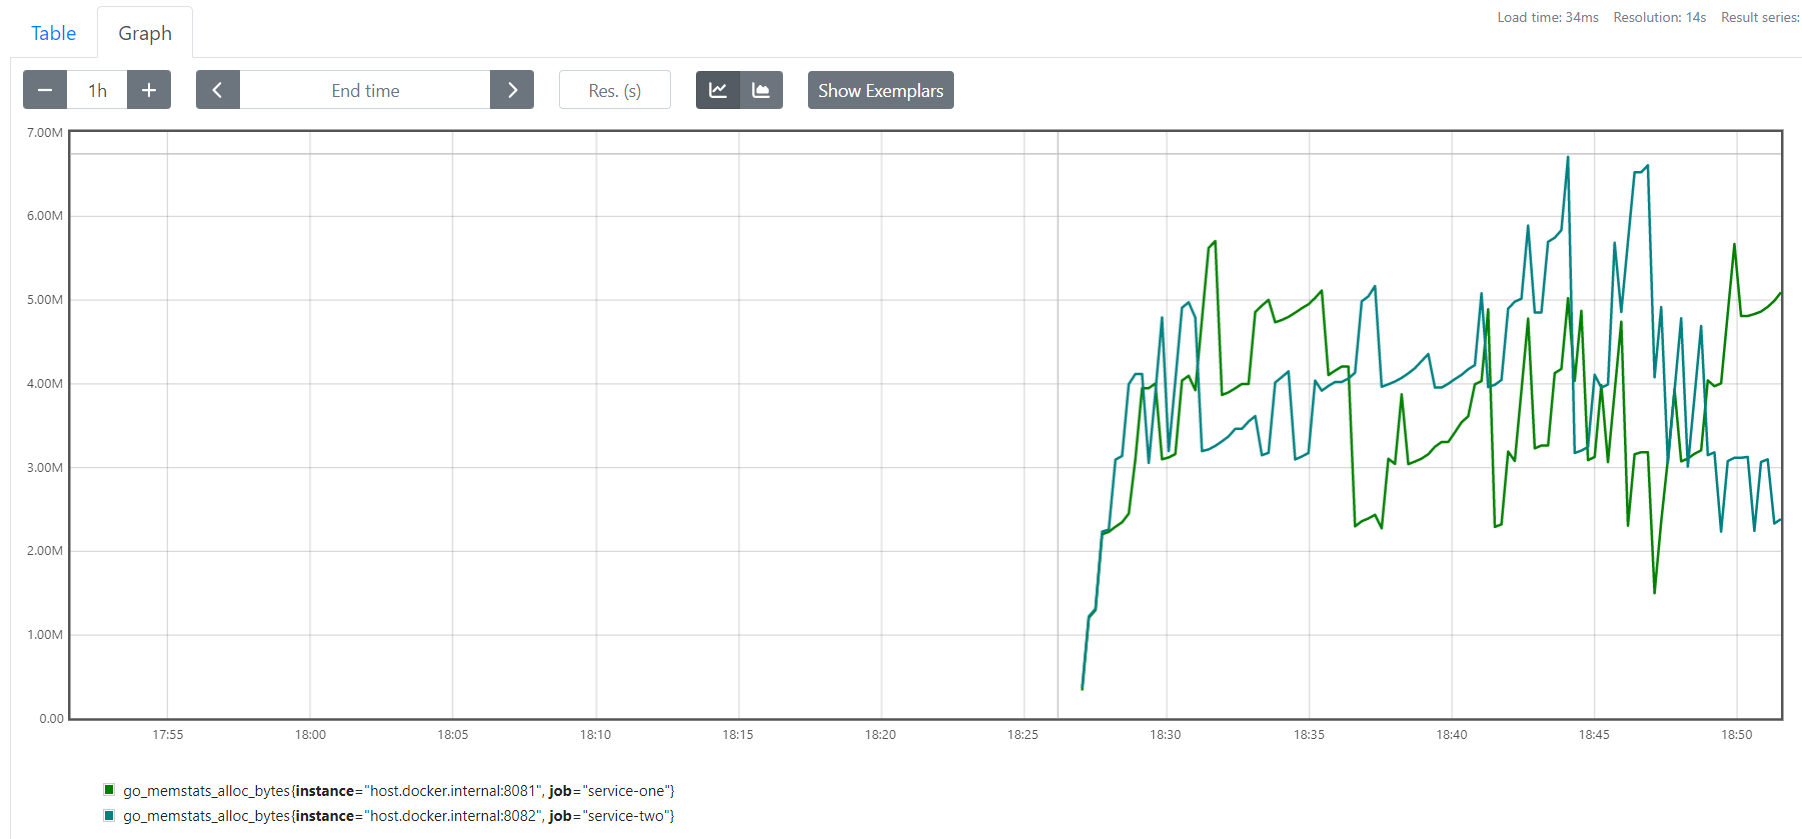 Table Graph Load time: 34ms Resolution: 14s Result series:
− 1h + End time Res. (s) Show Exemplars
7.00M
6.00M
5.00M
4.00M
3.00M
2.00M
1.00M
0.00
17:55 18:00 18:05 18:10 18:15 18:20 18:25 18:30 18:35 18:40 18:45 18:50
go_memstats_alloc_bytes{instance="host.docker.internal:8081", job="service-one"}
go_memstats_alloc_bytes{instance="host.docker.internal:8082", job="service-two"}